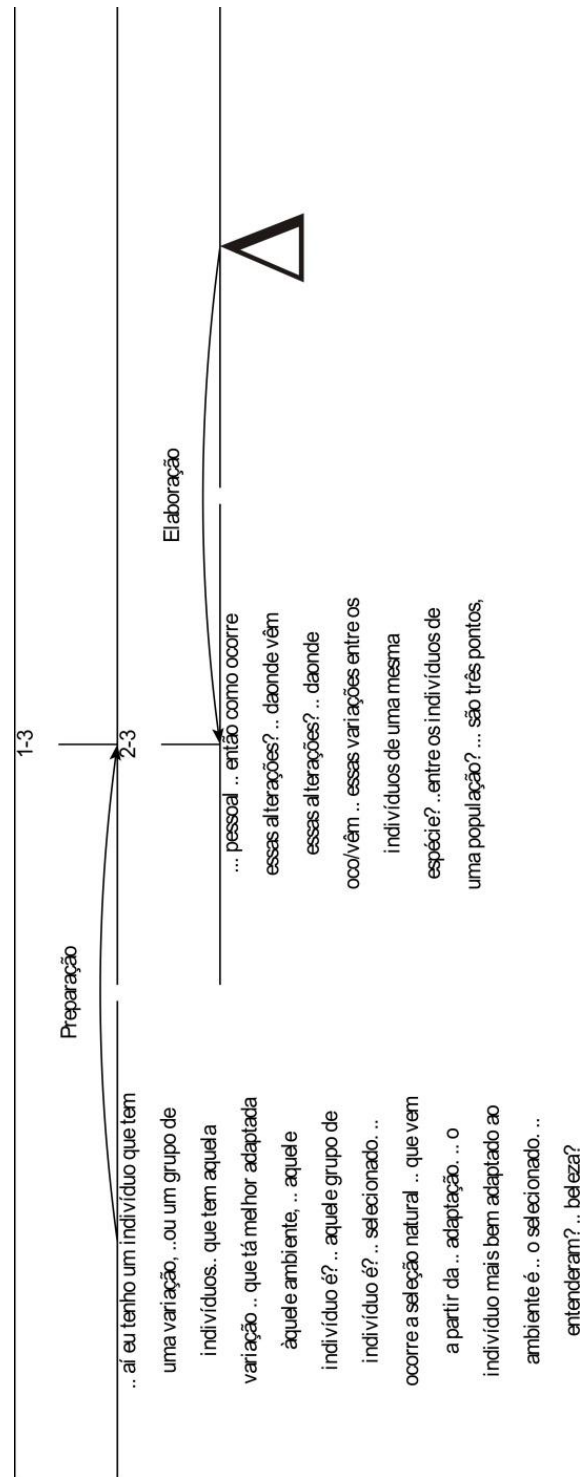 1-3
Preparação
2-3
Elaboração
.. aí eu tenho um indivíduo que tem
uma variação, ..ou um grupo de
indivíduos.. que tem aquela
variação .. que tá melhor adaptada
àquele ambiente, .. aquele
indivíduo é? .. aquele grupo de
indivíduo é? .. selecionado. ..
ocorre a seleção natural .. que vem
a partir da .. adaptação. .. o
indivíduo mais bem adaptado ao
ambiente é .. o selecionado. ..
entenderam? .. beleza?
... pessoal .. então como ocorre
essas alterações? .. daonde vêm
essas alterações? .. daonde
oco/vêm .. essas variações entre os
indivíduos de uma mesma
espécie? ..entre os indivíduos de
uma população? ... são três pontos,